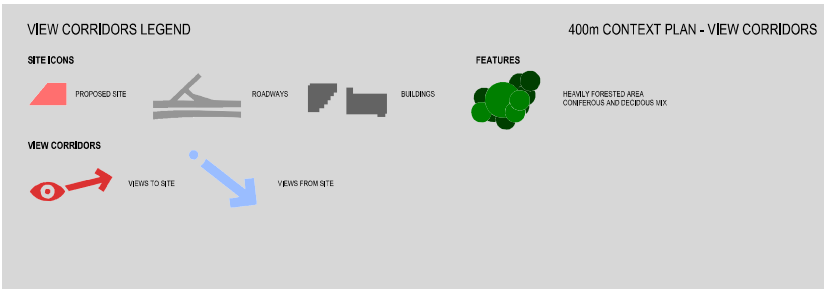 VIEW CORRIDORS LEGEND
400m CONTEXT PLAN - VIEW CORRIDORS
SITE ICONS
FEATURES
PROPOSED SITE
ROADWAYS
BUILDINGS
HEAVILY FORESTED AREA
CONIFEROUS AND DECIDOUS MIX
VIEW CORRIDORS
VIEWS TO SITE
VIEWS FROM SITE